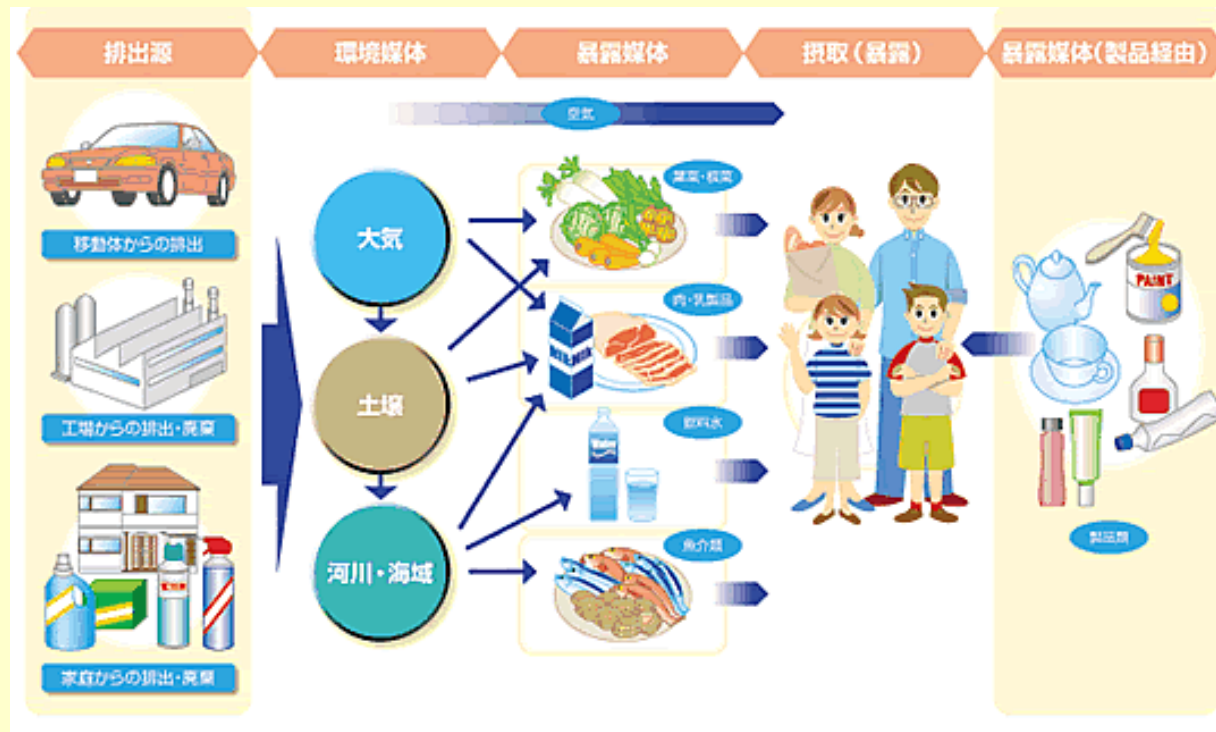 排出源
環境媒体
暴露媒体
摂取(暴露)
暴露媒体(製品経由)
空気
移動体からの排出
工場からの排出・廃棄
家庭からの排出・廃棄
大気
土壌
河川・海域
葉菜・根菜
肉・乳製品
MILK
飲料水
Water
魚介類
PAINT
製品類